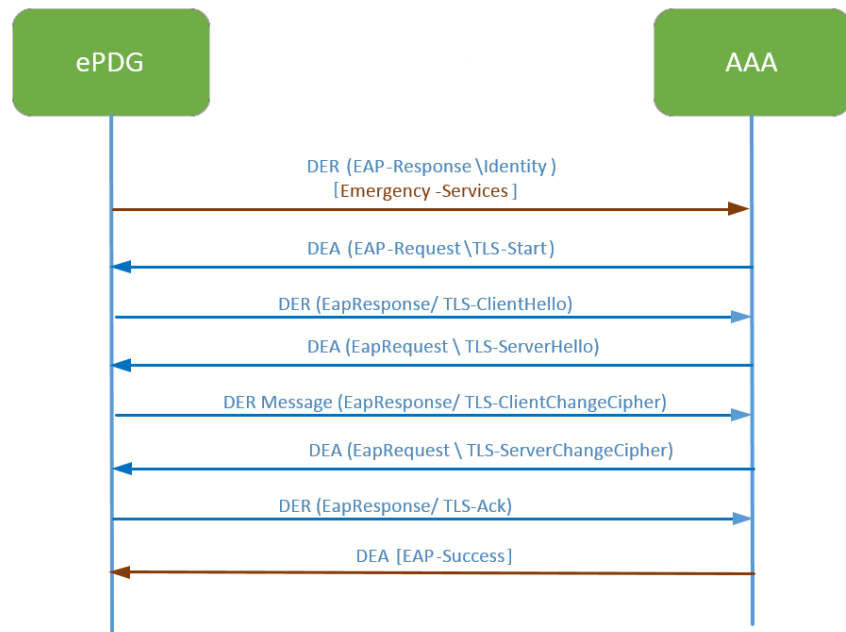 ePDG
AAA
DER (EAP-Response \Identity )
[Emergency -Services ]
DEA (EAP-Request \TLS-Start)
DER (EapResponse/ TLS-ClientHello)
DEA (EapRequest \ TLS-ServerHello)
DER Message (EapResponse/ TLS-ClientChangeCipher)
DEA (EapRequest \ TLS-ServerChangeCipher)
DER (EapResponse/ TLS-Ack)
DEA [EAP-Success]